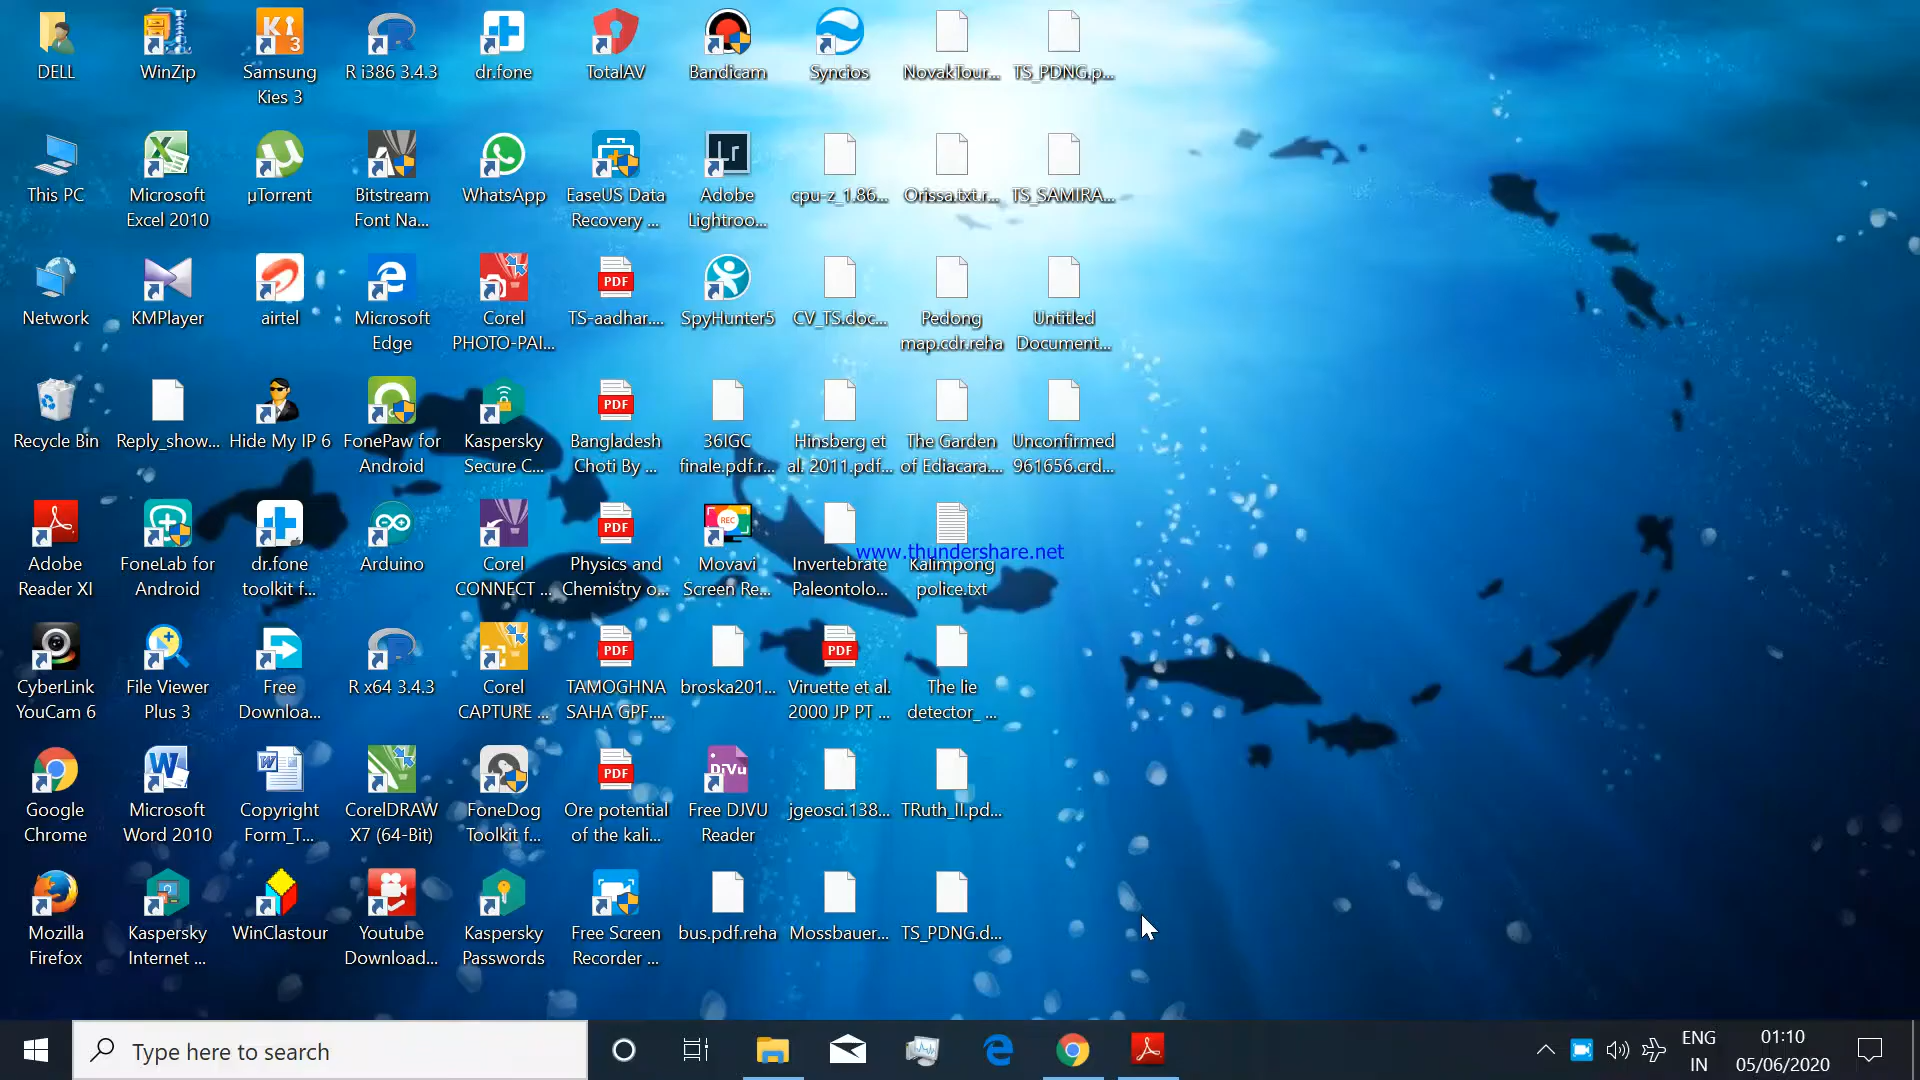 DELL
WinZip
Samsung
Kies 3
R i386 3.4.3
dr.fone
TotalAV
Bandicam
Syncios
NovakTour...
TS_PDNG.p...
This PC
Microsoft
Excel 2010
µTorrent
Bitstream
Font Na...
WhatsApp
EaseUS Data
Recovery ...
Lr
Adobe
Lightroo...
cpu-z_1.86...
Orissa.txt.r...
TS_SAMIRA...
Network
KMPlayer
airtel
Microsoft
Edge
Corel
PHOTO-PAI...
PDF
TS-aadhar....
SpyHunter5
CV_TS.doc...
Pedong
map.cdr.reha
Untitled
Document...
Recycle Bin
Reply_show...
Hide My IP 6
FonePaw for
Android
Kaspersky
Secure C...
PDF
Bangladesh
Choti By ...
36IGC
finale.pdf.r...
Hinsberg et
al. 2011.pdf...
The Garden
of Ediacara....
Unconfirmed
961656.crd...
Adobe
Reader XI
FoneLab for
Android
dr.fone
toolkit f...
Arduino
Corel
CONNECT ...
PDF
Physics and
Chemistry o...
REC
Movavi
Screen Re...
Invertebrate
Paleontolo...
www.thundershare.net
Kalimpong
police.txt
CyberLink
YouCam 6
File Viewer
Plus 3
Free
Downloa...
R x64 3.4.3
Corel
CAPTURE ...
PDF
TAMOGHNA
SAHA GPF....
broska201...
PDF
Viruette et al.
2000 JP PT ...
The lie
detector_ ...
Google
Chrome
Microsoft
Word 2010
Copyright
Form_T...
CorelDRAW
X7 (64-Bit)
FoneDog
Toolkit f...
PDF
Ore potential
of the kali...
DjVu
Free DJVU
Reader
jgeosci.138...
TRuth_II.pd...
Mozilla
Firefox
Kaspersky
Internet ...
WinClastour
Youtube
Download...
Kaspersky
Passwords
Free Screen
Recorder ...
bus.pdf.reha
Mossbauer...
TS_PDNG.d...
Type here to search
ENG
IN
01:10
05/06/2020